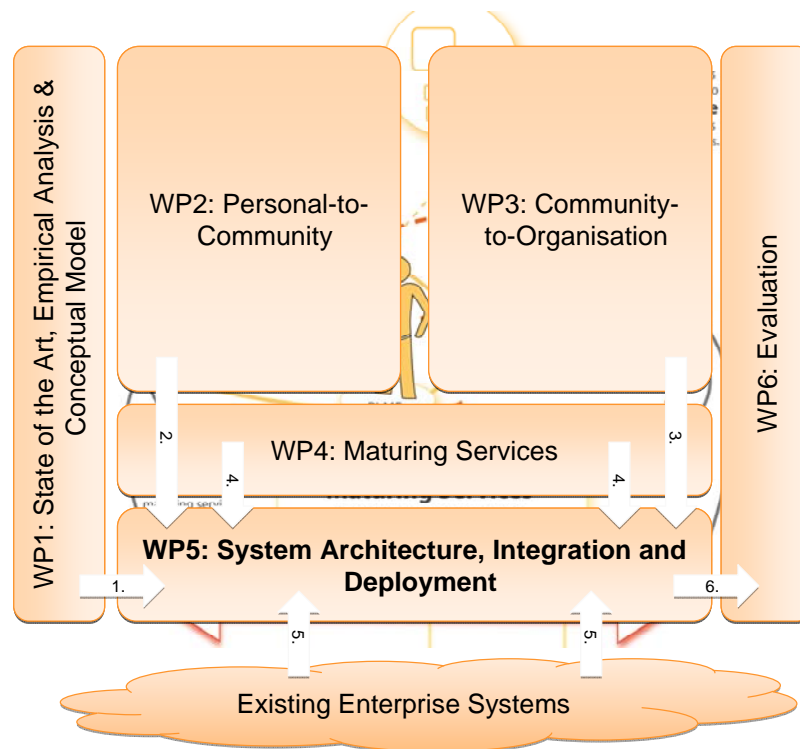 WP1: State of the Art, Empirical Analysis &
Conceptual Model
WP2: Personal-to-
Community
WP3: Community-
to-Organisation
WP6: Evaluation
2.
3.
WP4: Maturing Services
4.
4.
WP5: System Architecture, Integration and
Deployment
1.
6.
5.
5.
Existing Enterprise Systems